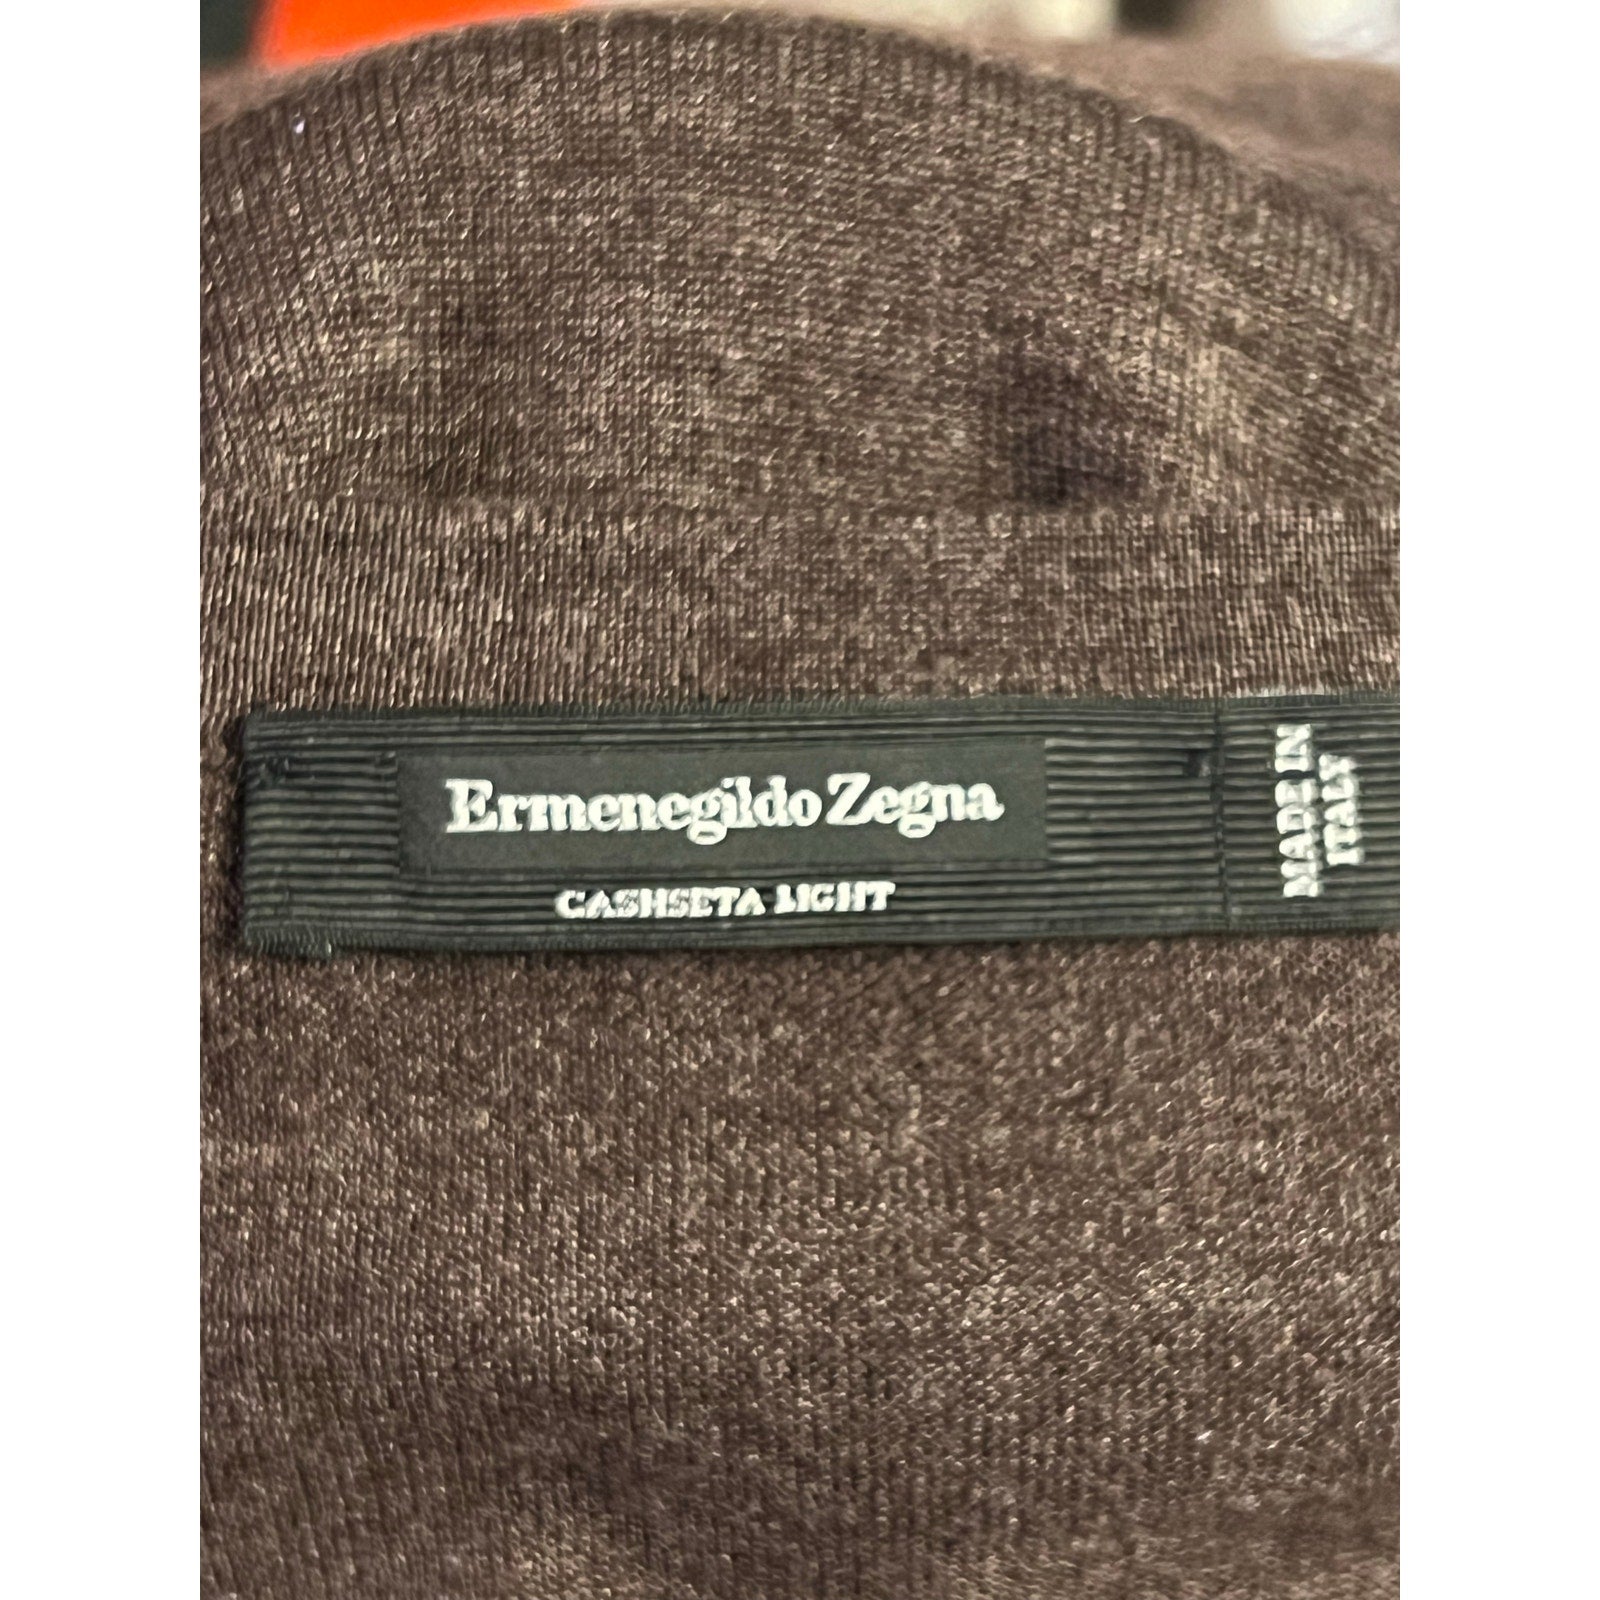 Ermenegildo Zegna
CASHSETA LIGHT
MADE IN
ITALY